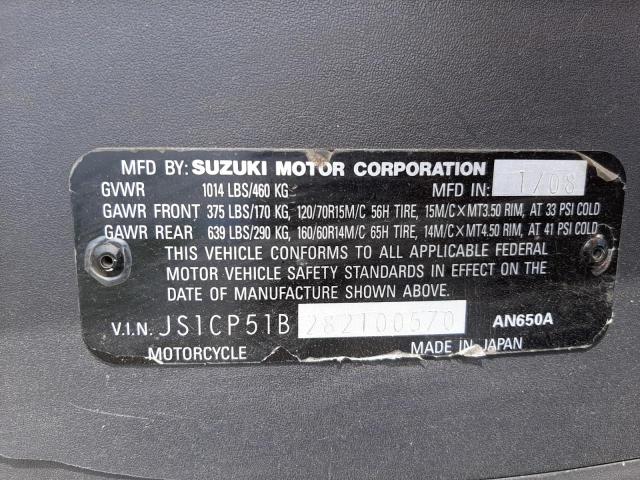 MFD BY: SUZUKI MOTOR CORPORATION
GVWR 1014 LBS/460 KG MFD IN: 1/08
GAWR FRONT 375 LBS/170 KG, 120/70R15M/C 56H TIRE, 15M/C×MT3.50 RIM, AT 33 PSI COLD
GAWR REAR 639 LBS/290 KG, 160/60R14M/C 65H TIRE, 14M/C×MT4.50 RIM, AT 41 PSI COLD
THIS VEHICLE CONFORMS TO ALL APPLICABLE FEDERAL
MOTOR VEHICLE SAFETY STANDARDS IN EFFECT ON THE
DATE OF MANUFACTURE SHOWN ABOVE.
V.I.N. JS1CP51B282100570 AN650A
MOTORCYCLE MADE IN JAPAN